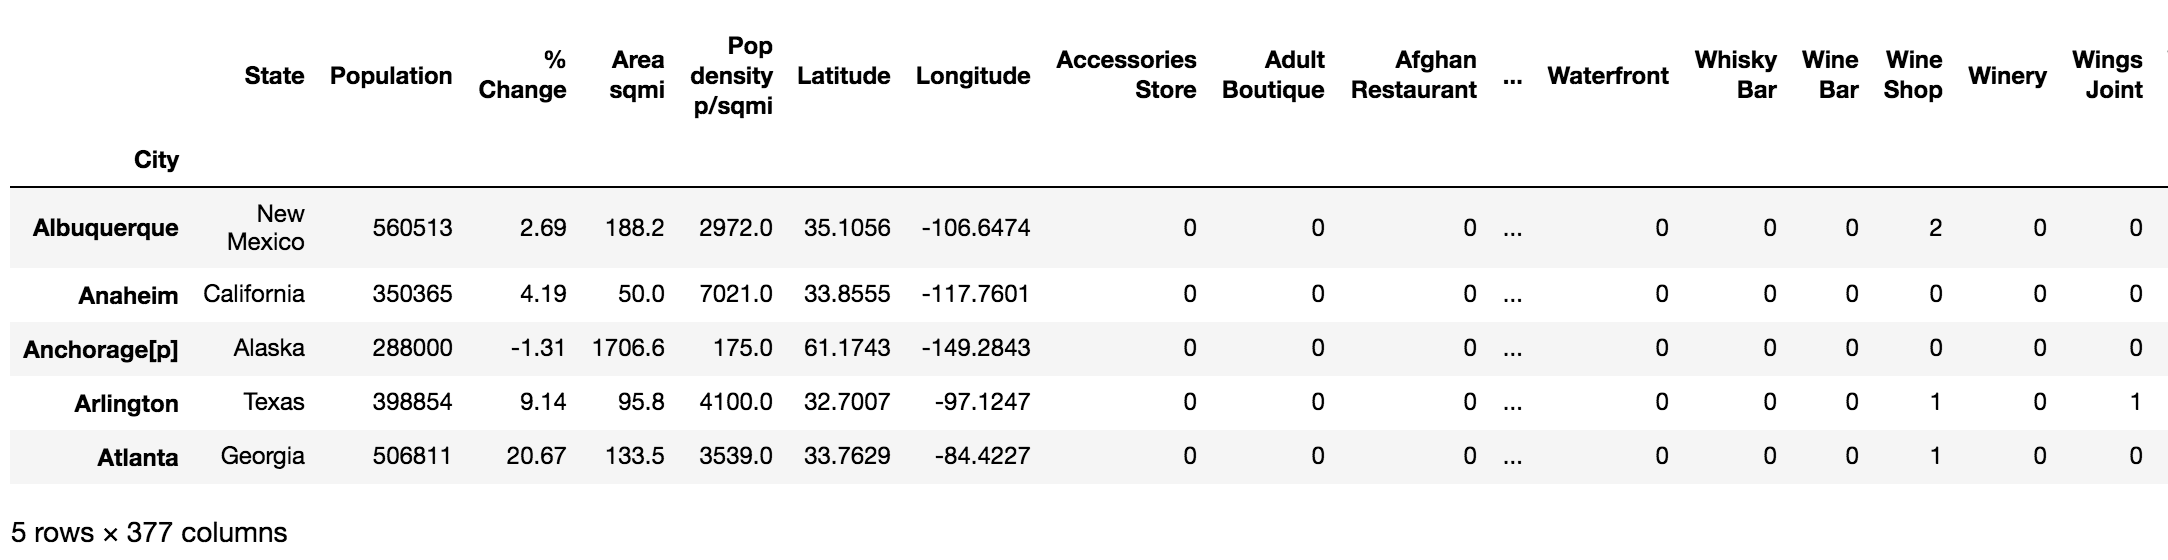 State Population % Change Area sqmi Pop density p/sqmi Latitude Longitude Accessories Store Adult Boutique Afghan Restaurant ... Waterfront Whisky Bar Wine Bar Wine Shop Winery Wings Joint
City
Albuquerque New Mexico 560513 2.69 188.2 2972.0 35.1056 -106.6474 0 0 0 ... 0 0 0 2 0 0
Anaheim California 350365 4.19 50.0 7021.0 33.8555 -117.7601 0 0 0 ... 0 0 0 0 0 0
Anchorage[p] Alaska 288000 -1.31 1706.6 175.0 61.1743 -149.2843 0 0 0 ... 0 0 0 0 0 0
Arlington Texas 398854 9.14 95.8 4100.0 32.7007 -97.1247 0 0 0 ... 0 0 0 1 0 1
Atlanta Georgia 506811 20.67 133.5 3539.0 33.7629 -84.4227 0 0 0 ... 0 0 0 1 0 0
5 rows × 377 columns